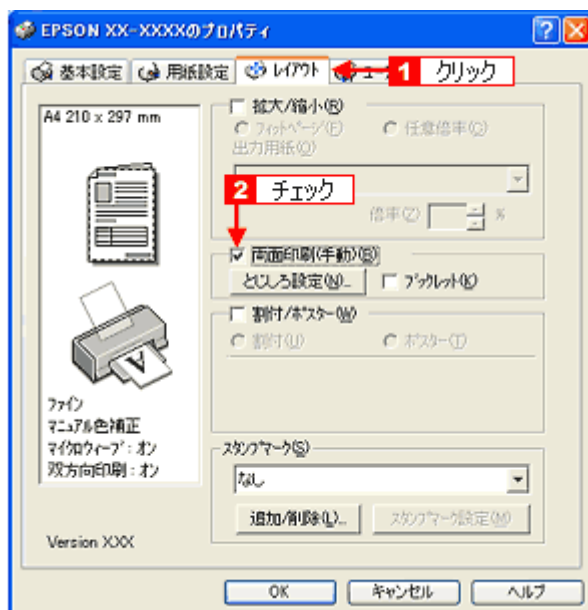 EPSON XX-XXXXのプロパティ
基本設定 用紙設定 レイアウト ユー
1 クリック
A4 210 x 297 mm
拡大/縮小(R)
フィットページ(F) 任意倍率(C)
出力用紙(O)
2 チェック
倍率(Z) %
両面印刷(手動)(B)
とじしろ設定(N)... ブックレット(K)
割付/ポスター(W)
割付(U) ポスター(T)
ファイン
マニュアル色補正
マイクロウィーブ : オン
双方向印刷 : オン
スタンプマーク(S)
なし
追加/削除(L)... スタンプマーク設定(M)
Version XXX
OK キャンセル ヘルプ